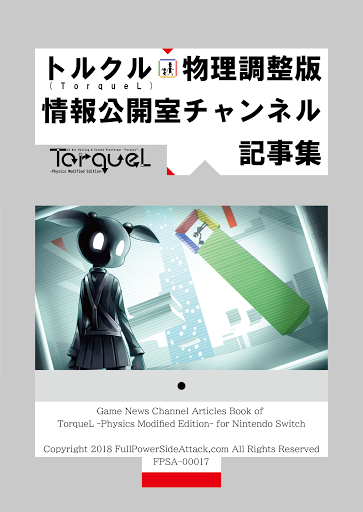 トルクル 物理調整版
(TorqueL)
情報公開室チャンネル
記事集
TorqueL
-Physics Modified Edition-
Game News Channel Articles Book of
TorqueL -Physics Modified Edition- for Nintendo Switch
Copyright 2018 FullPowerSideAttack.com All Rights Reserved
FPSA-00017